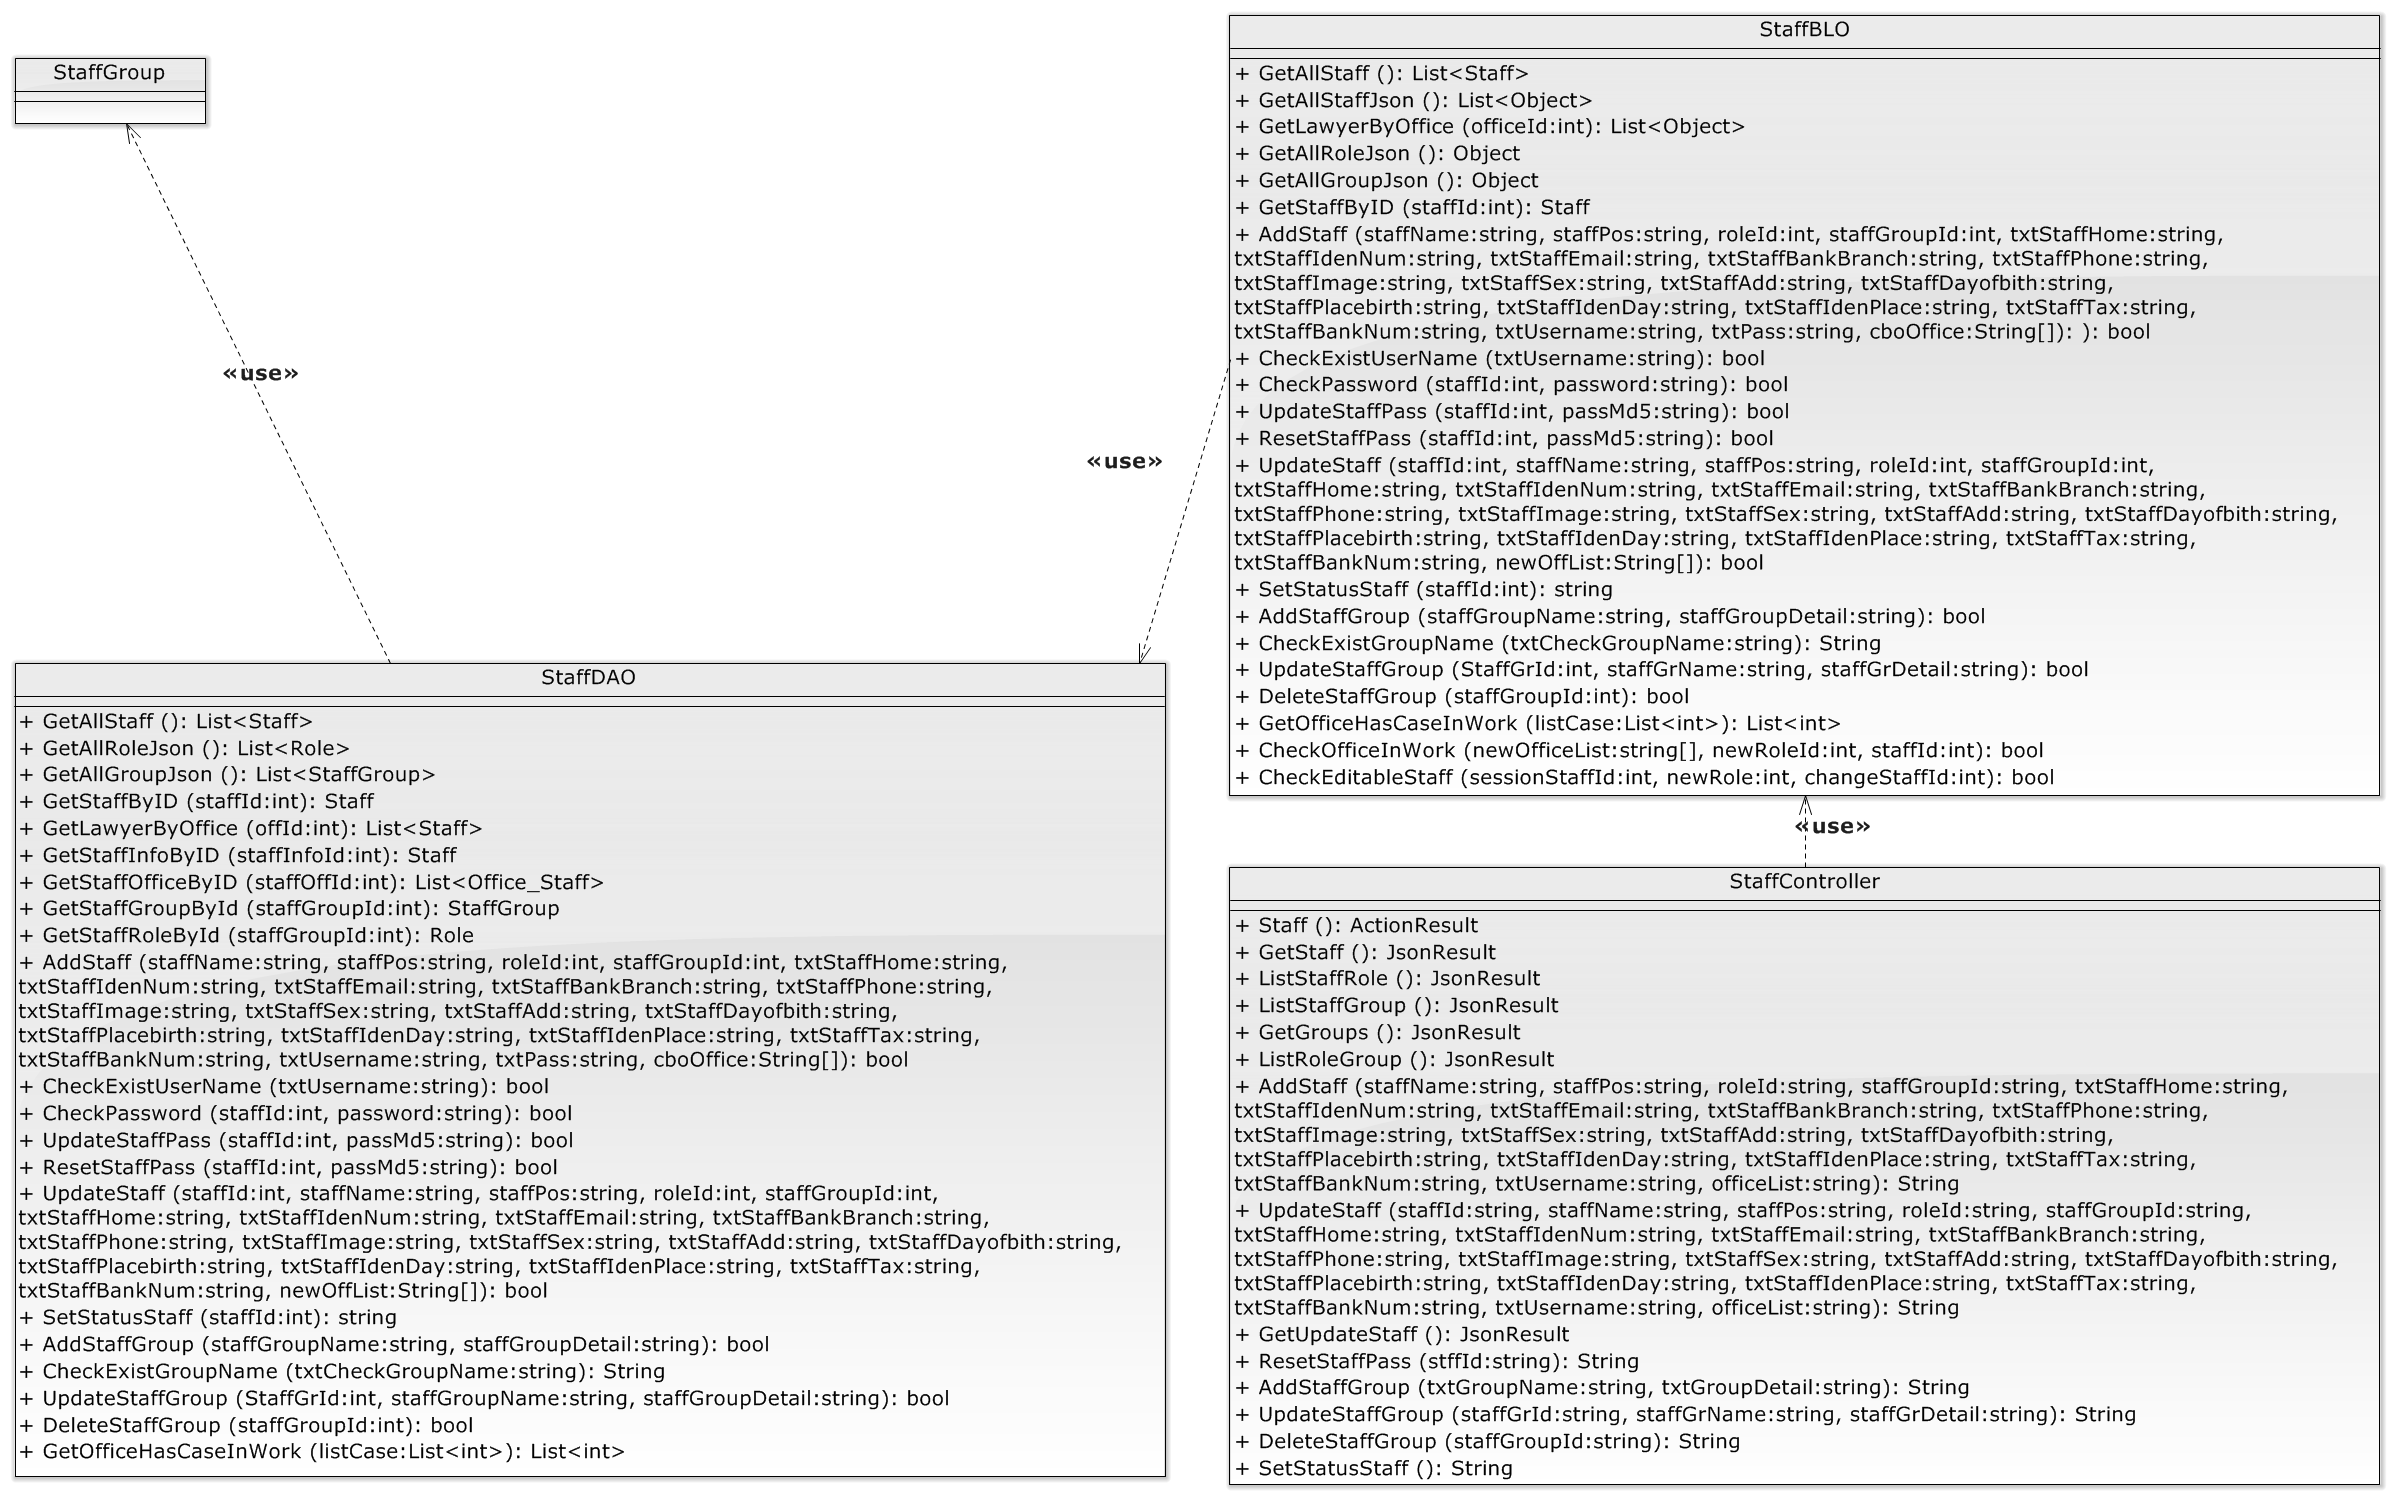 StaffGroup
«use»
StaffBLO
+ GetAllStaff (): List<Staff>
+ GetAllStaffJson (): List<Object>
+ GetLawyerByOffice (officeId:int): List<Object>
+ GetAllRoleJson (): Object
+ GetAllGroupJson (): Object
+ GetStaffByID (staffId:int): Staff
+ AddStaff (staffName:string, staffPos:string, roleId:int, staffGroupId:int, txtStaffHome:string,
txtStaffIdenNum:string, txtStaffEmail:string, txtStaffBankBranch:string, txtStaffPhone:string,
txtStaffImage:string, txtStaffSex:string, txtStaffAdd:string, txtStaffDayofbith:string,
txtStaffPlacebirth:string, txtStaffIdenDay:string, txtStaffIdenPlace:string, txtStaffTax:string,
txtStaffBankNum:string, txtUsername:string, txtPass:string, cboOffice:String[]): ): bool
+ CheckExistUserName (txtUsername:string): bool
+ CheckPassword (staffId:int, password:string): bool
+ UpdateStaffPass (staffId:int, passMd5:string): bool
+ ResetStaffPass (staffId:int, passMd5:string): bool
+ UpdateStaff (staffId:int, staffName:string, staffPos:string, roleId:int, staffGroupId:int,
txtStaffHome:string, txtStaffIdenNum:string, txtStaffEmail:string, txtStaffBankBranch:string,
txtStaffPhone:string, txtStaffImage:string, txtStaffSex:string, txtStaffAdd:string, txtStaffDayofbith:string,
txtStaffPlacebirth:string, txtStaffIdenDay:string, txtStaffIdenPlace:string, txtStaffTax:string,
txtStaffBankNum:string, newOffList:String[]): bool
+ SetStatusStaff (staffId:int): string
+ AddStaffGroup (staffGroupName:string, staffGroupDetail:string): bool
+ CheckExistGroupName (txtCheckGroupName:string): String
+ UpdateStaffGroup (StaffGrId:int, staffGrName:string, staffGrDetail:string): bool
+ DeleteStaffGroup (staffGroupId:int): bool
+ GetOfficeHasCaseInWork (listCase:List<int>): List<int>
+ CheckOfficeInWork (newOfficeList:string[], newRoleId:int, staffId:int): bool
+ CheckEditableStaff (sessionStaffId:int, newRole:int, changeStaffId:int): bool
«use»
StaffDAO
+ GetAllStaff (): List<Staff>
+ GetAllRoleJson (): List<Role>
+ GetAllGroupJson (): List<StaffGroup>
+ GetStaffByID (staffId:int): Staff
+ GetLawyerByOffice (offId:int): List<Staff>
+ GetStaffInfoByID (staffInfoId:int): Staff
+ GetStaffOfficeByID (staffOffId:int): List<Office_Staff>
+ GetStaffGroupById (staffGroupId:int): StaffGroup
+ GetStaffRoleById (staffGroupId:int): Role
+ AddStaff (staffName:string, staffPos:string, roleId:int, staffGroupId:int, txtStaffHome:string,
txtStaffIdenNum:string, txtStaffEmail:string, txtStaffBankBranch:string, txtStaffPhone:string,
txtStaffImage:string, txtStaffSex:string, txtStaffAdd:string, txtStaffDayofbith:string,
txtStaffPlacebirth:string, txtStaffIdenDay:string, txtStaffIdenPlace:string, txtStaffTax:string,
txtStaffBankNum:string, txtUsername:string, txtPass:string, cboOffice:String[]): bool
+ CheckExistUserName (txtUsername:string): bool
+ CheckPassword (staffId:int, password:string): bool
+ UpdateStaffPass (staffId:int, passMd5:string): bool
+ ResetStaffPass (staffId:int, passMd5:string): bool
+ UpdateStaff (staffId:int, staffName:string, staffPos:string, roleId:int, staffGroupId:int,
txtStaffHome:string, txtStaffIdenNum:string, txtStaffEmail:string, txtStaffBankBranch:string,
txtStaffPhone:string, txtStaffImage:string, txtStaffSex:string, txtStaffAdd:string, txtStaffDayofbith:string,
txtStaffPlacebirth:string, txtStaffIdenDay:string, txtStaffIdenPlace:string, txtStaffTax:string,
txtStaffBankNum:string, newOffList:String[]): bool
+ SetStatusStaff (staffId:int): string
+ AddStaffGroup (staffGroupName:string, staffGroupDetail:string): bool
+ CheckExistGroupName (txtCheckGroupName:string): String
+ UpdateStaffGroup (StaffGrId:int, staffGroupName:string, staffGroupDetail:string): bool
+ DeleteStaffGroup (staffGroupId:int): bool
+ GetOfficeHasCaseInWork (listCase:List<int>): List<int>
«use»
StaffController
+ Staff (): ActionResult
+ GetStaff (): JsonResult
+ ListStaffRole (): JsonResult
+ ListStaffGroup (): JsonResult
+ GetGroups (): JsonResult
+ ListRoleGroup (): JsonResult
+ AddStaff (staffName:string, staffPos:string, roleId:string, staffGroupId:string, txtStaffHome:string,
txtStaffIdenNum:string, txtStaffEmail:string, txtStaffBankBranch:string, txtStaffPhone:string,
txtStaffImage:string, txtStaffSex:string, txtStaffAdd:string, txtStaffDayofbith:string,
txtStaffPlacebirth:string, txtStaffIdenDay:string, txtStaffIdenPlace:string, txtStaffTax:string,
txtStaffBankNum:string, txtUsername:string, officeList:string): String
+ UpdateStaff (staffId:string, staffName:string, staffPos:string, roleId:string, staffGroupId:string,
txtStaffHome:string, txtStaffIdenNum:string, txtStaffEmail:string, txtStaffBankBranch:string,
txtStaffPhone:string, txtStaffImage:string, txtStaffSex:string, txtStaffAdd:string, txtStaffDayofbith:string,
txtStaffPlacebirth:string, txtStaffIdenDay:string, txtStaffIdenPlace:string, txtStaffTax:string,
txtStaffBankNum:string, txtUsername:string, officeList:string): String
+ GetUpdateStaff (): JsonResult
+ ResetStaffPass (stffId:string): String
+ AddStaffGroup (txtGroupName:string, txtGroupDetail:string): String
+ UpdateStaffGroup (staffGrId:string, staffGrName:string, staffGrDetail:string): String
+ DeleteStaffGroup (staffGroupId:string): String
+ SetStatusStaff (): String